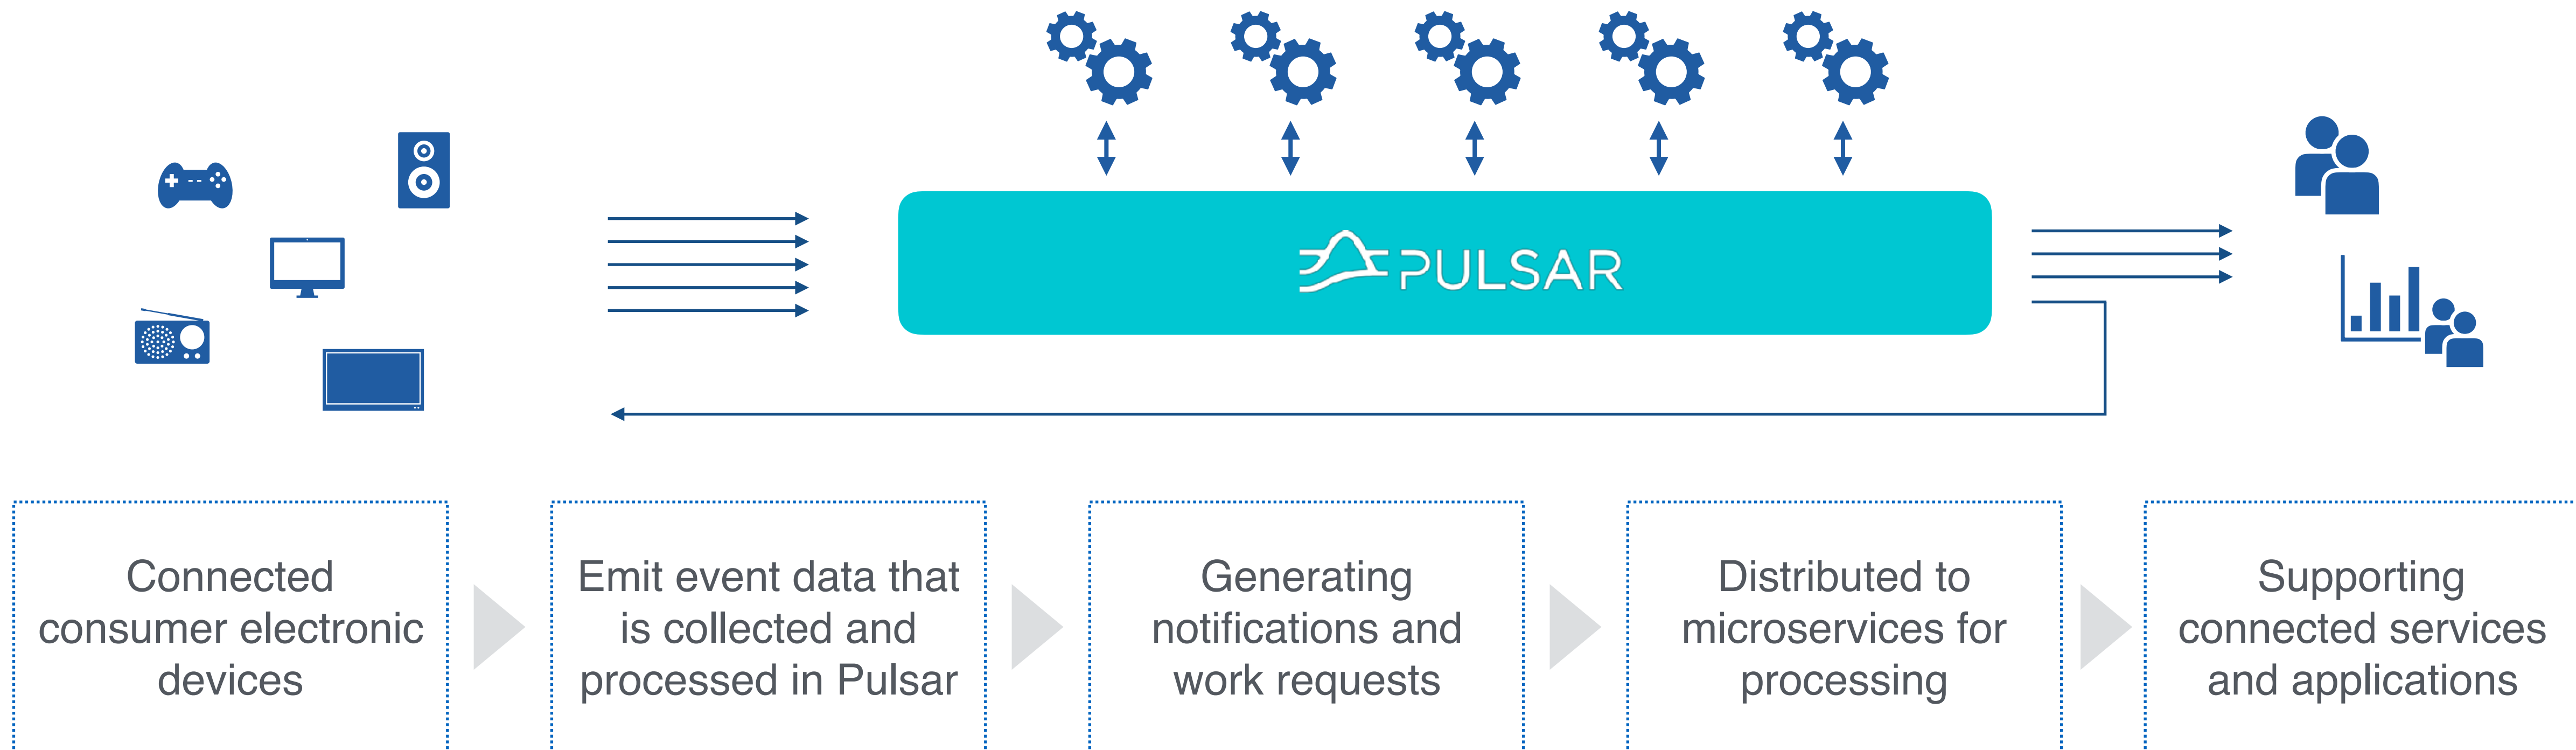 PULSAR
Connected
consumer electronic
devices
Emit event data that
is collected and
processed in Pulsar
Generating
notifications and
work requests
Distributed to
microservices for
processing
Supporting
connected services
and applications